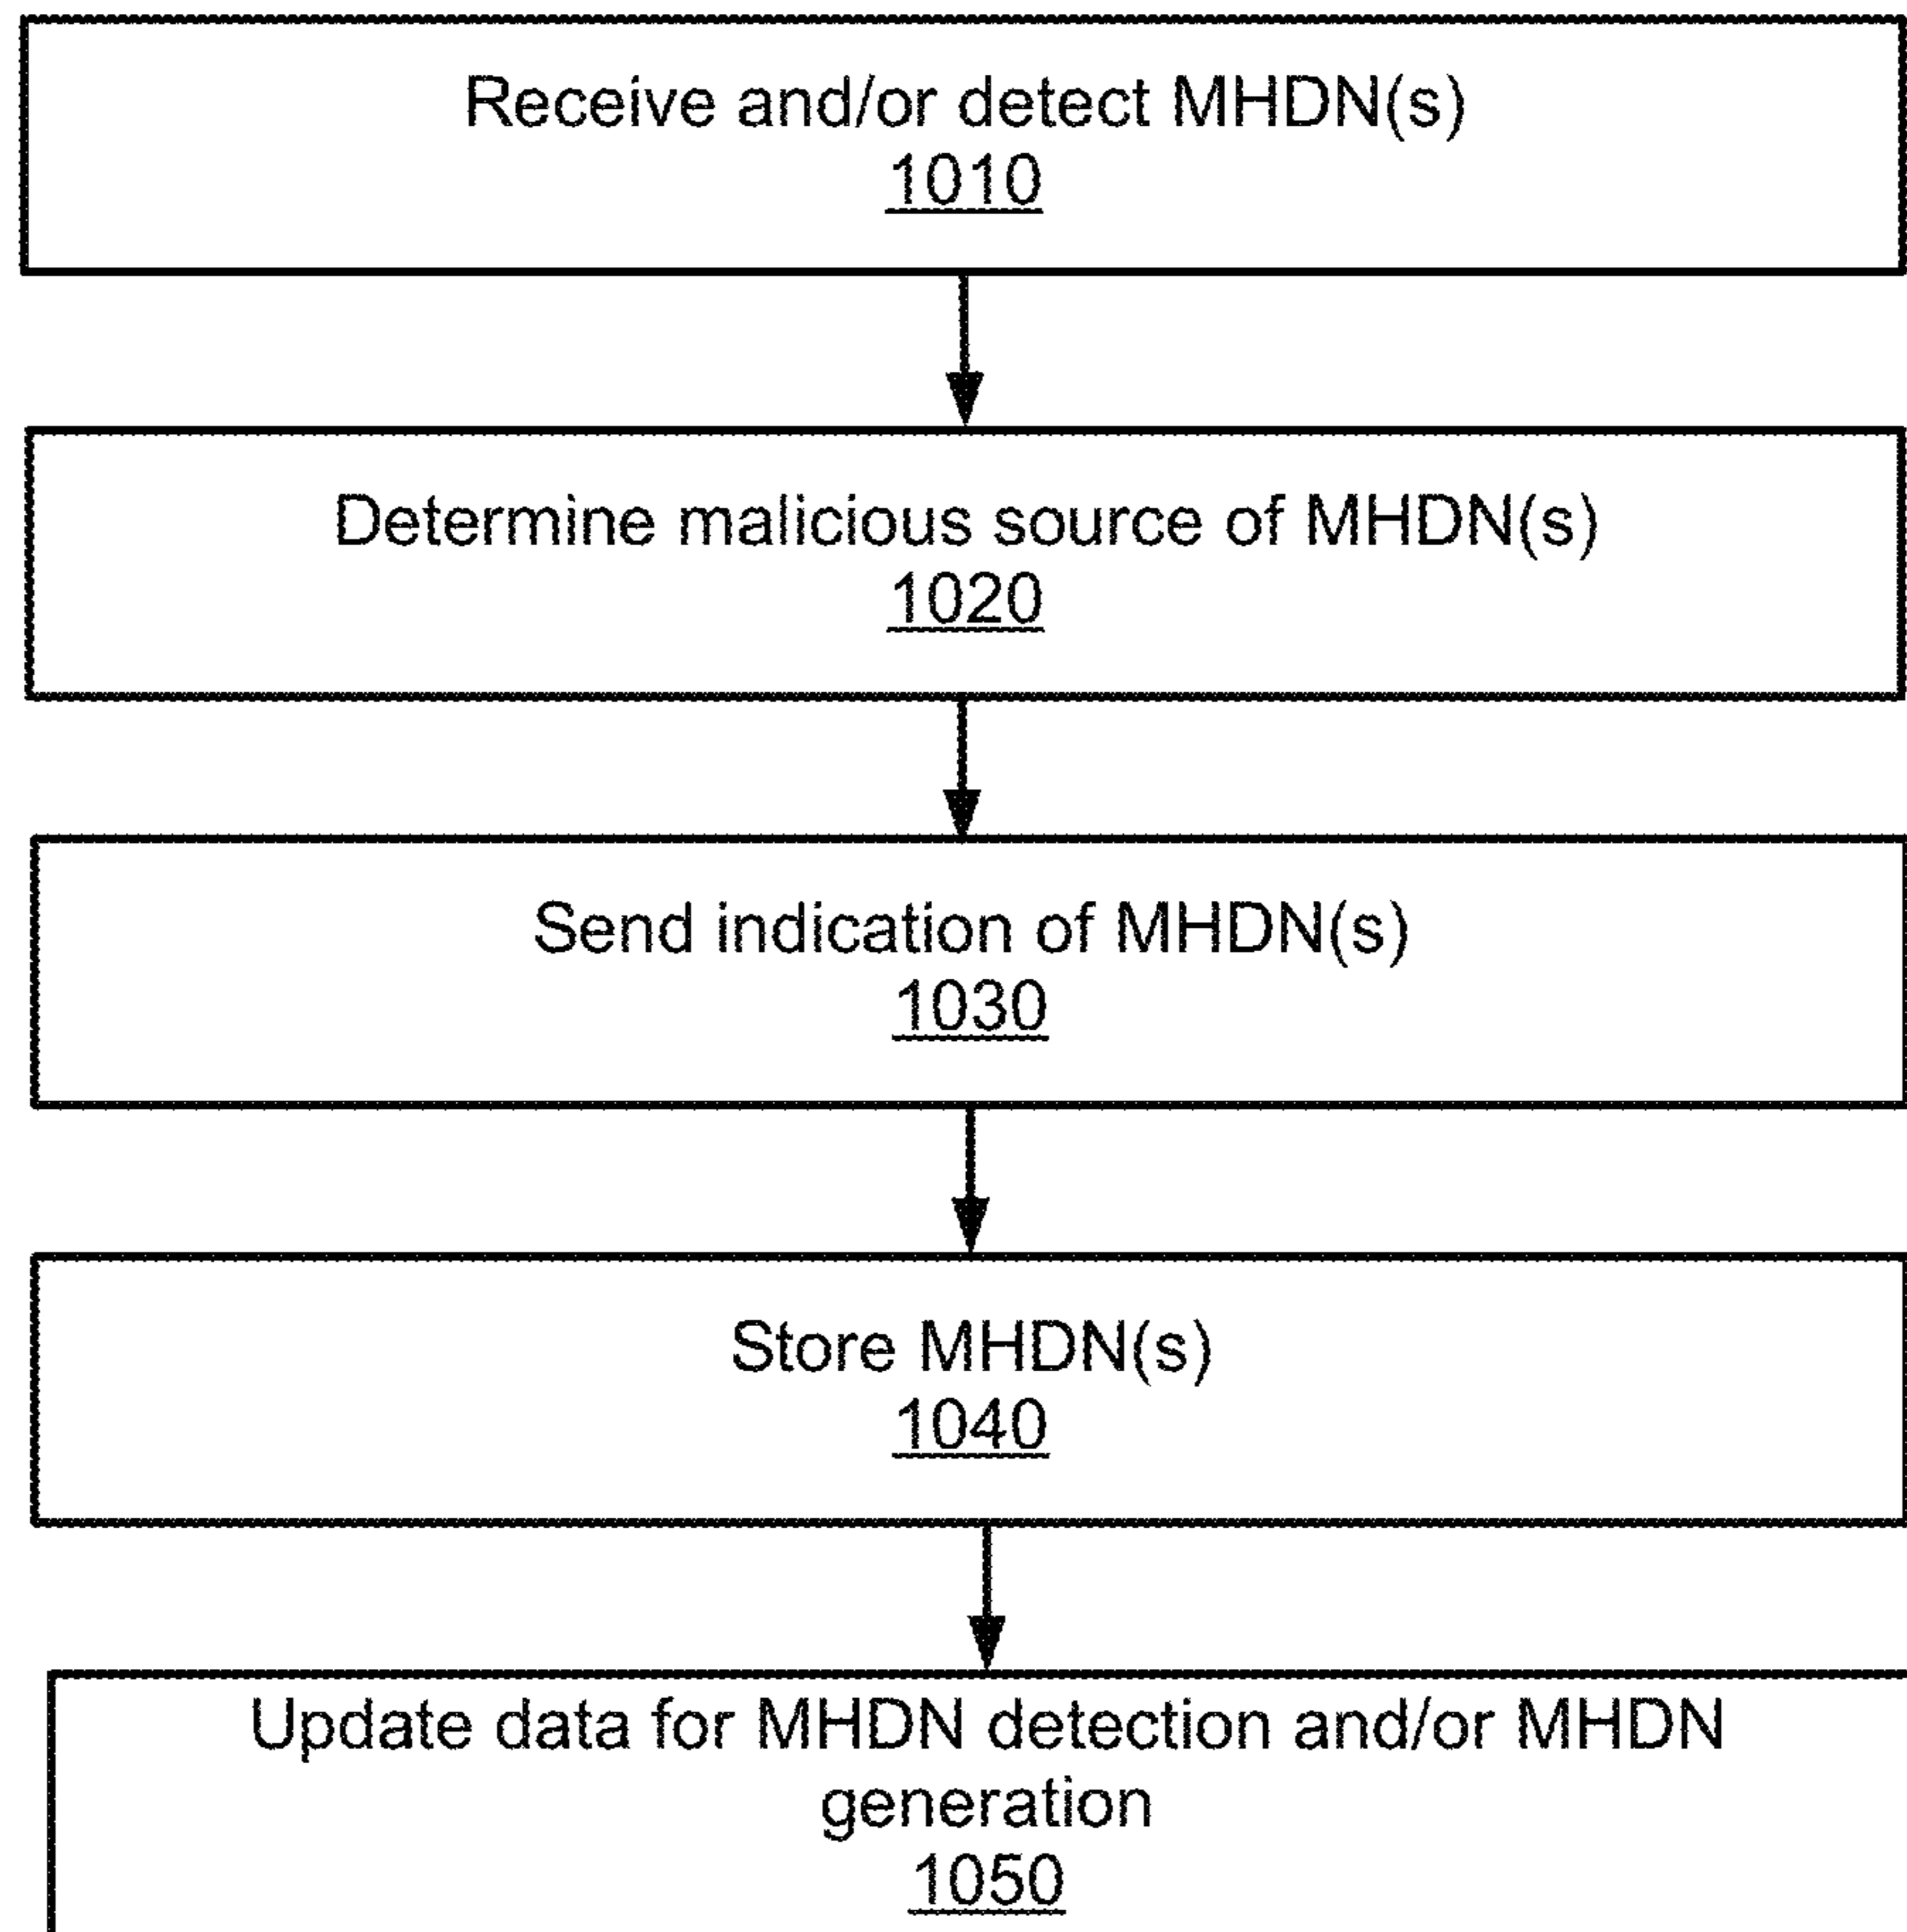 Receive and/or detect MHDN(s)
1010
Determine malicious source of MHDN(s)
1020
Send indication of MHDN(s)
1030
Store MHDN(s)
1040
Update data for MHDN detection and/or MHDN
generation
1050